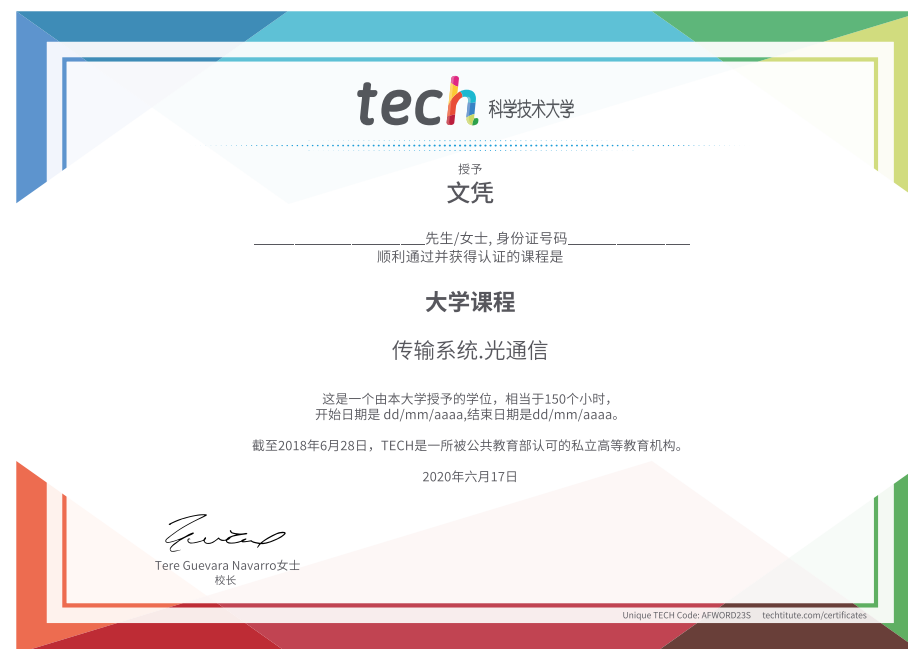 tech 科学技术大学
授予
文凭
________________________先生/女士, 身份证号码_________________
顺利通过并获得认证的课程是
大学课程
传输系统.光通信
这是一个由本大学授予的学位，相当于150个小时，
开始日期是 dd/mm/aaaa,结束日期是dd/mm/aaaa。
截至2018年6月28日，TECH是一所被公共教育部认可的私立高等教育机构。
2020年六月17日
Tere Guevara Navarro女士
校长
Unique TECH Code: AFWORD23S techtitute.com/certificates